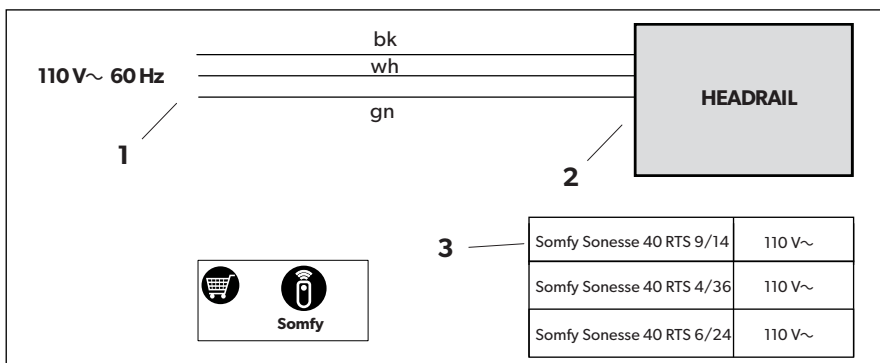 bk
110 V~ 60 Hz
wh
gn
HEADRAIL
1
2
3
Somfy Sonesse 40 RTS 9/14 110 V~
Somfy Sonesse 40 RTS 4/36 110 V~
Somfy Sonesse 40 RTS 6/24 110 V~
Somfy